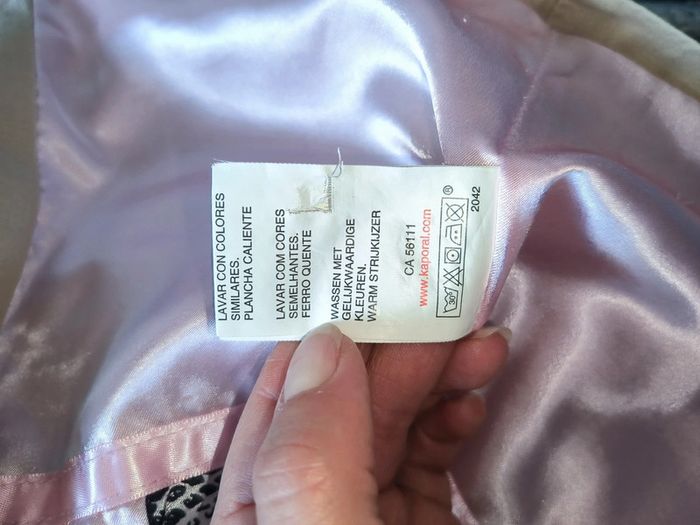 LAVAR CON COLORES
SIMILARES.
PLANCHA CALIENTE
LAVAR COM CORES
SEMELHANTES.
FERRO QUENTE
WASSEN MET
GELIJKWAARDIGE
KLEUREN.
WARM STRIJKIJZER
CA 56111
www.kaporal.com
30°
®
2042